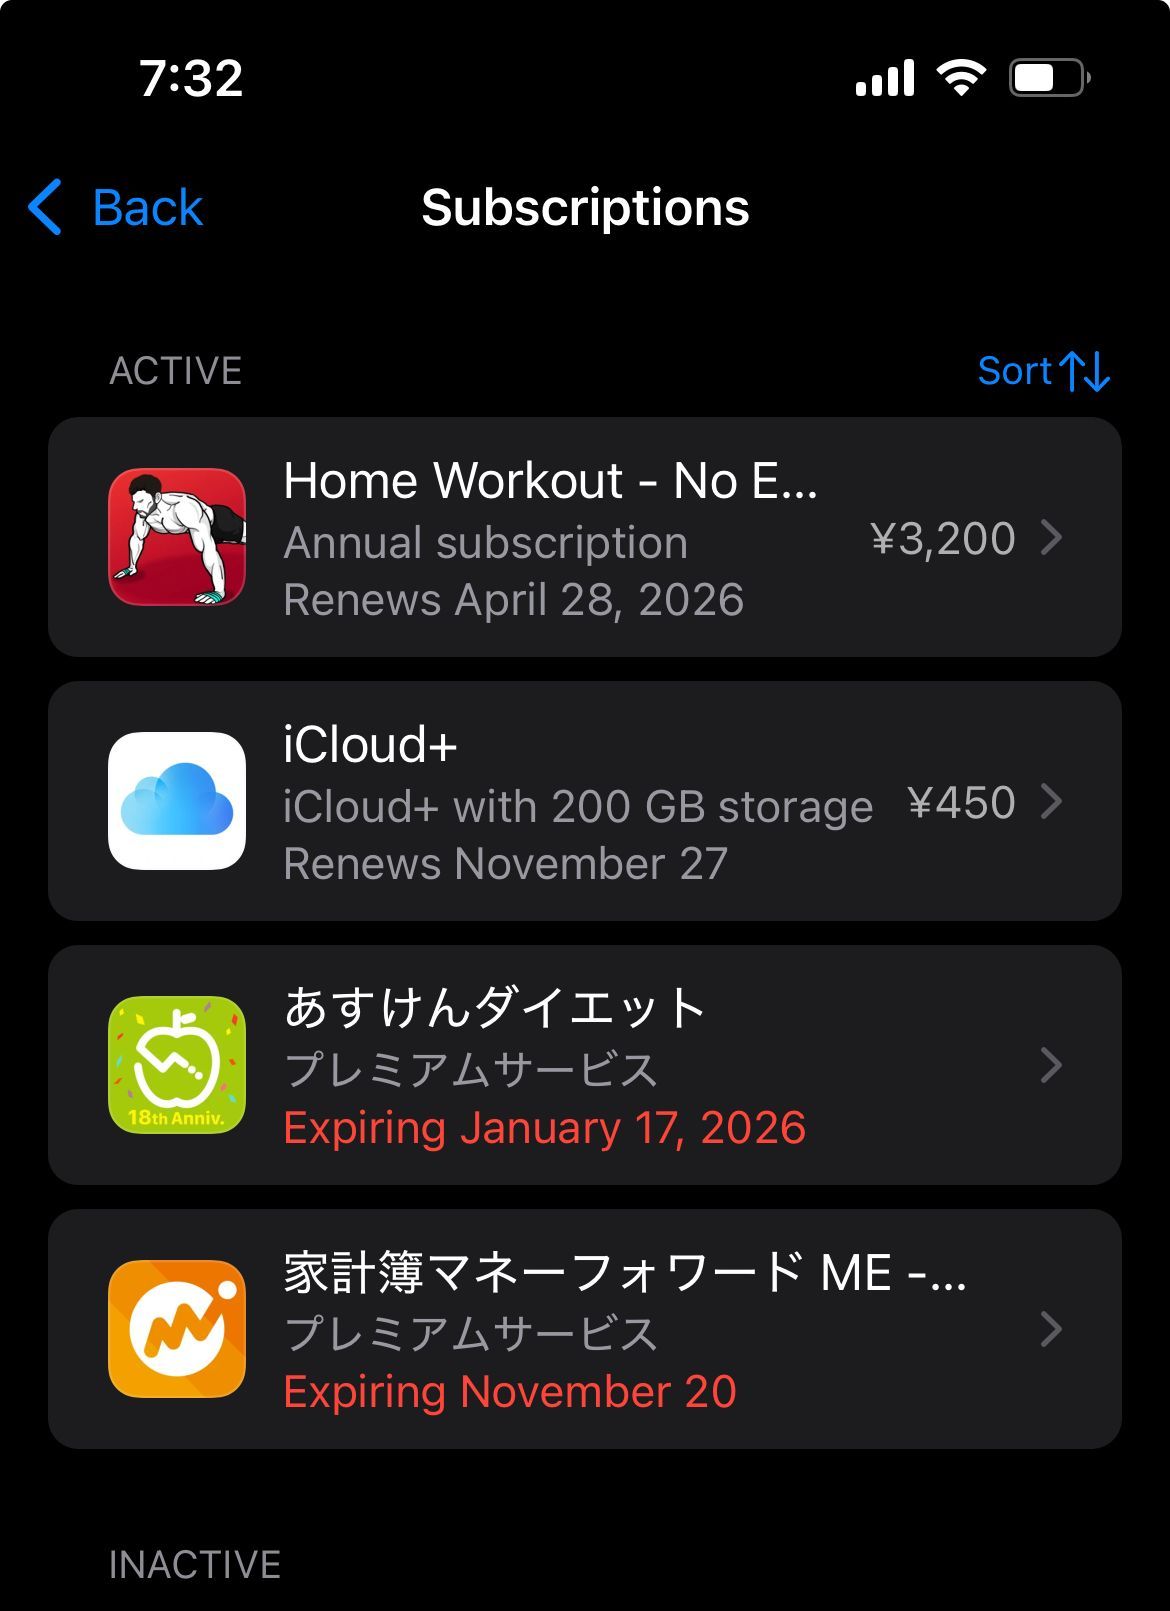 7:32
Back
Subscriptions
ACTIVE
Sort
Home Workout - No E...
Annual subscription
¥3,200
Renews April 28, 2026
iCloud+
iCloud+ with 200 GB storage
¥450
Renews November 27
あすけんダイエット
プレミアムサービス
18th Anniv.
Expiring January 17, 2026
家計簿マネーフォワード ME -...
プレミアムサービス
Expiring November 20
INACTIVE